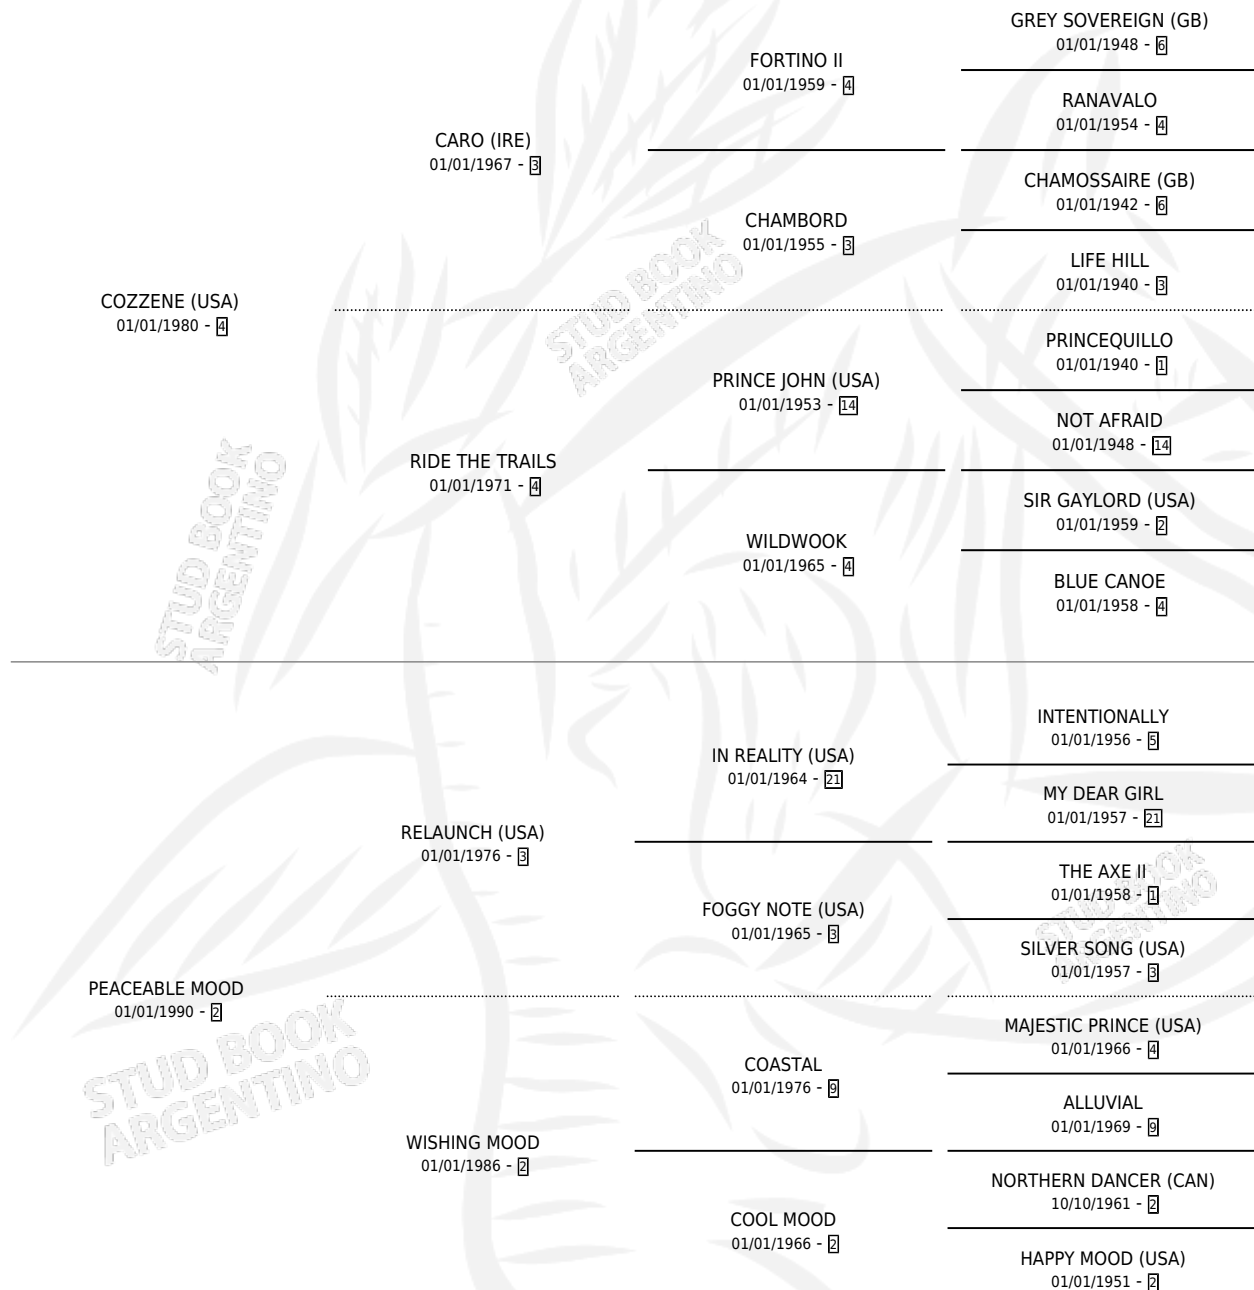 GREY SOVEREIGN (GB)
01/01/1948 - 6
FORTINO II
01/01/1959 - 4
RANAVALO
01/01/1954 - 4
CARO (IRE)
01/01/1967 - 3
CHAMOSSAIRE (GB)
01/01/1942 - 6
CHAMBORD
01/01/1955 - 3
LIFE HILL
01/01/1940 - 3
COZZENE (USA)
01/01/1980 - 4
STUD BOOK
ARGENTINO
PRINCEQUILLO
01/01/1940 - 1
PRINCE JOHN (USA)
01/01/1953 - 14
NOT AFRAID
01/01/1948 - 14
RIDE THE TRAILS
01/01/1971 - 4
SIR GAYLORD (USA)
01/01/1959 - 2
WILDWOOK
01/01/1965 - 4
BLUE CANOE
01/01/1958 - 4
STUD BOOK
ARGENTINO
INTENTIONALLY
01/01/1956 - 5
IN REALITY (USA)
01/01/1964 - 21
MY DEAR GIRL
01/01/1957 - 21
RELAUNCH (USA)
01/01/1976 - 3
THE AXE II
01/01/1958 - 1
FOGGY NOTE (USA)
01/01/1965 - 3
SILVER SONG (USA)
01/01/1957 - 3
STUD BOOK
ARGENTINO
PEACEABLE MOOD
01/01/1990 - 2
MAJESTIC PRINCE (USA)
01/01/1966 - 4
COASTAL
01/01/1976 - 9
ALLUVIAL
01/01/1969 - 9
STUD BOOK
ARGENTINO
WISHING MOOD
01/01/1986 - 2
NORTHERN DANCER (CAN)
10/10/1961 - 2
COOL MOOD
01/01/1966 - 2
HAPPY MOOD (USA)
01/01/1951 - 2